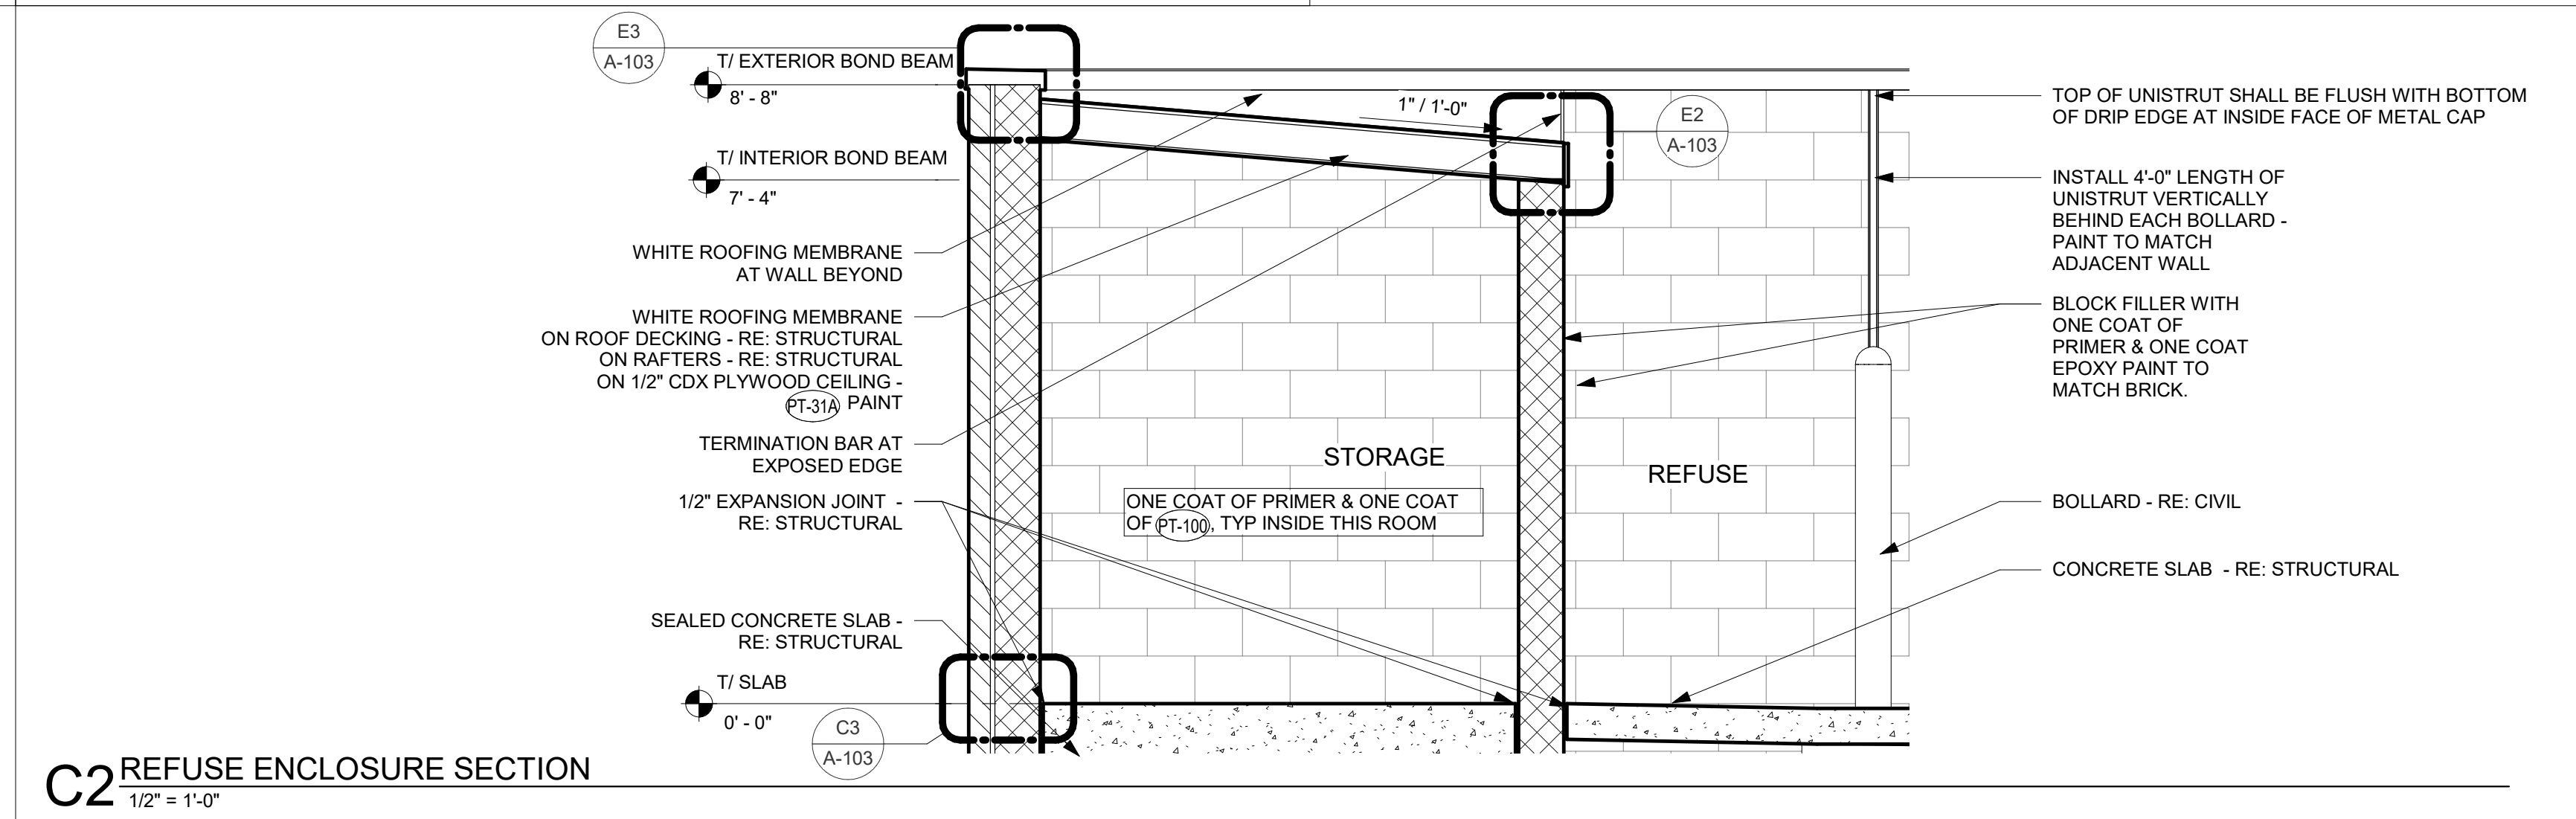 E3
A-103
T/ EXTERIOR BOND BEAM
8' - 8"
T/ INTERIOR BOND BEAM
7' - 4"
WHITE ROOFING MEMBRANE
AT WALL BEYOND
WHITE ROOFING MEMBRANE
ON ROOF DECKING - RE: STRUCTURAL
ON RAFTERS - RE: STRUCTURAL
ON 1/2" CDX PLYWOOD CEILING -
PT-31A PAINT
TERMINATION BAR AT
EXPOSED EDGE
1/2" EXPANSION JOINT -
RE: STRUCTURAL
SEALED CONCRETE SLAB -
RE: STRUCTURAL
T/ SLAB
0' - 0"
C3
A-103
1" / 1'-0"
E2
A-103
STORAGE
ONE COAT OF PRIMER & ONE COAT
OF PT-100, TYP INSIDE THIS ROOM
REFUSE
TOP OF UNISTRUT SHALL BE FLUSH WITH BOTTOM
OF DRIP EDGE AT INSIDE FACE OF METAL CAP
INSTALL 4'-0" LENGTH OF
UNISTRUT VERTICALLY
BEHIND EACH BOLLARD -
PAINT TO MATCH
ADJACENT WALL
BLOCK FILLER WITH
ONE COAT OF
PRIMER & ONE COAT
EPOXY PAINT TO
MATCH BRICK.
BOLLARD - RE: CIVIL
CONCRETE SLAB - RE: STRUCTURAL
C2 REFUSE ENCLOSURE SECTION
1/2" = 1'-0"